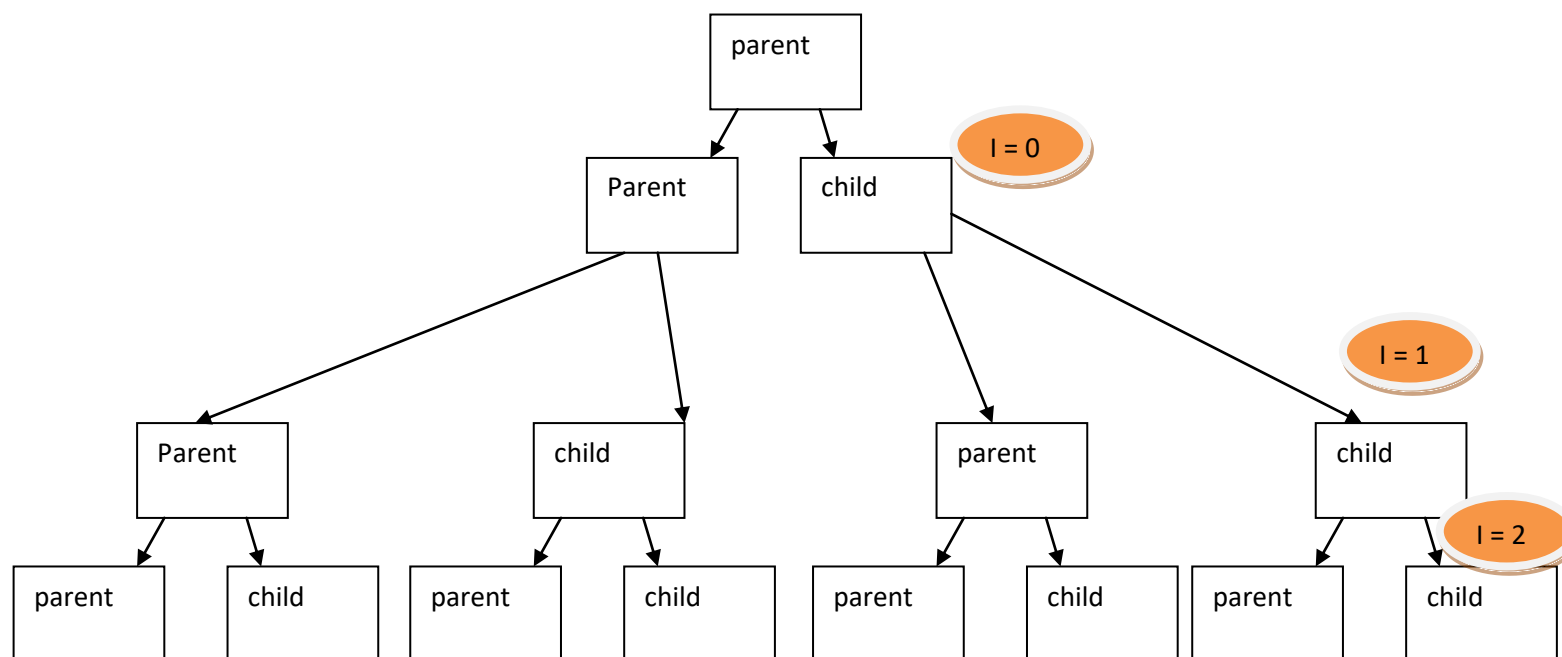 parent
I = 0
Parent
child
I = 1
Parent
child
parent
child
I = 2
parent
child
parent
child
parent
child
parent
child